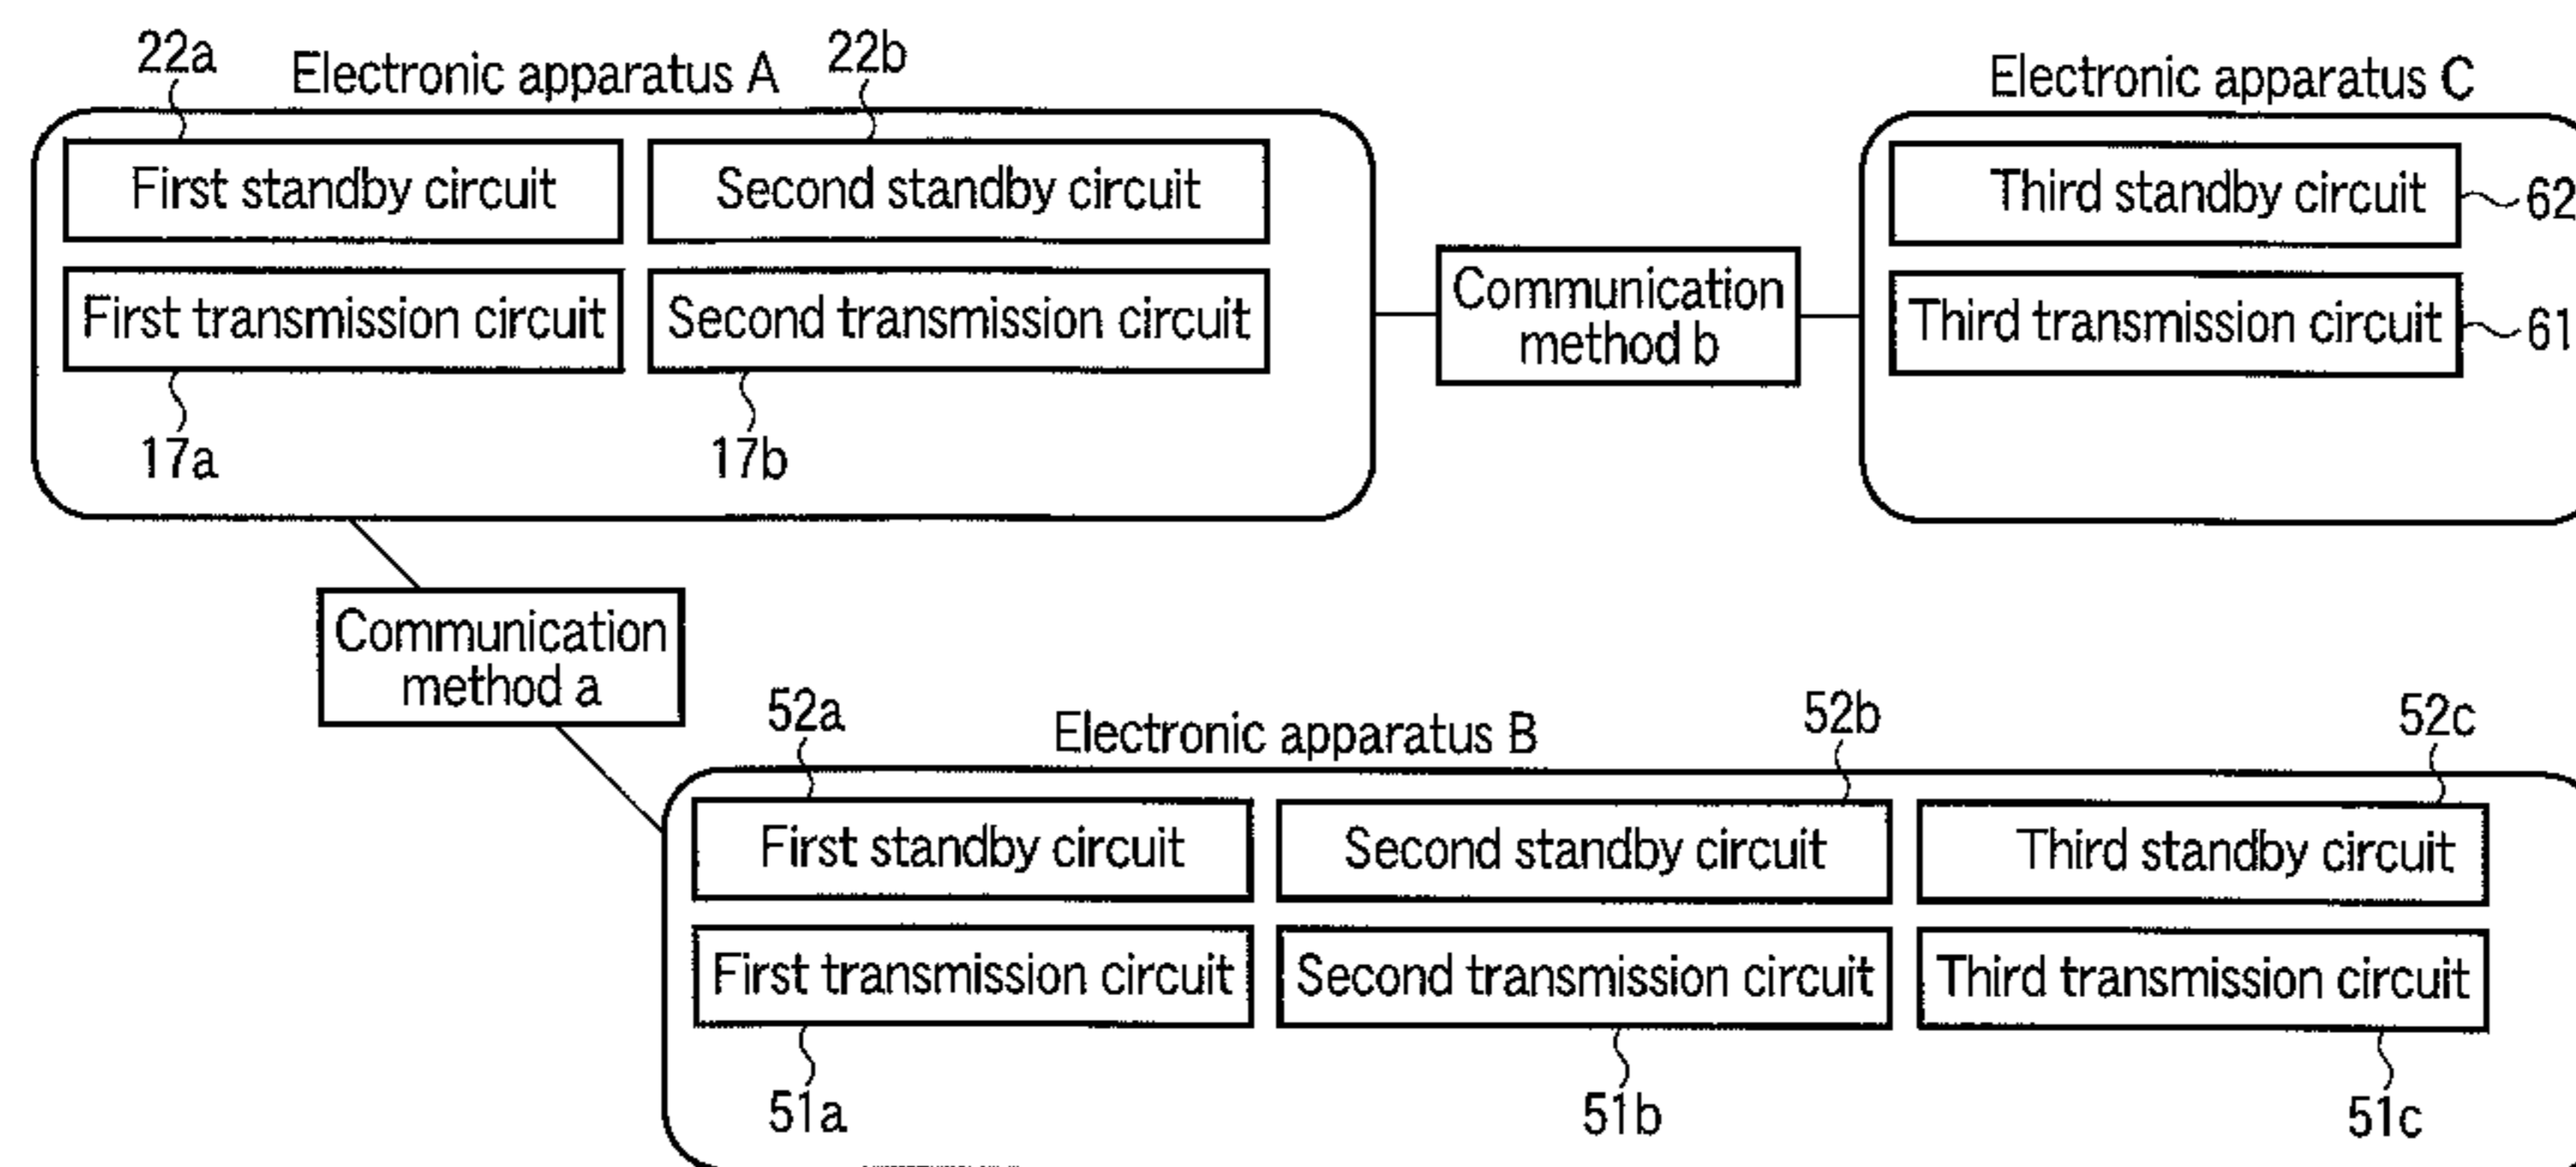 22a
Electronic apparatus A
22b
Electronic apparatus C
First standby circuit
Second standby circuit
Third standby circuit
62
First transmission circuit
Second transmission circuit
Communication
method b
Third transmission circuit
61
17a
17b
Communication
method a
52a
Electronic apparatus B
52b
52c
First standby circuit
Second standby circuit
Third standby circuit
First transmission circuit
Second transmission circuit
Third transmission circuit
51a
51b
51c